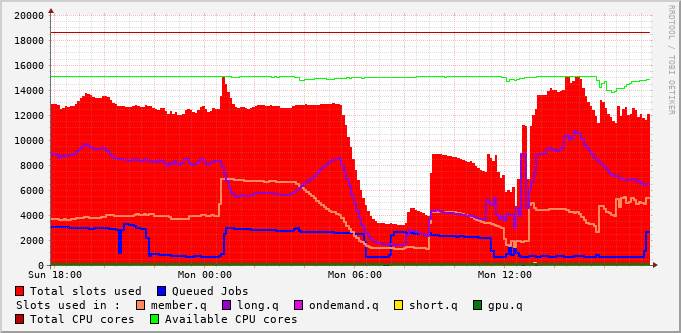 20000
18000
16000
14000
12000
10000
8000
6000
4000
2000
0
Sun 18:00 Mon 00:00 Mon 06:00 Mon 12:00
RRDTOOL / TOBI OETIKER
Total slots used Queued Jobs
Slots used in : member.q long.q ondemand.q short.q gpu.q
Total CPU cores Available CPU cores